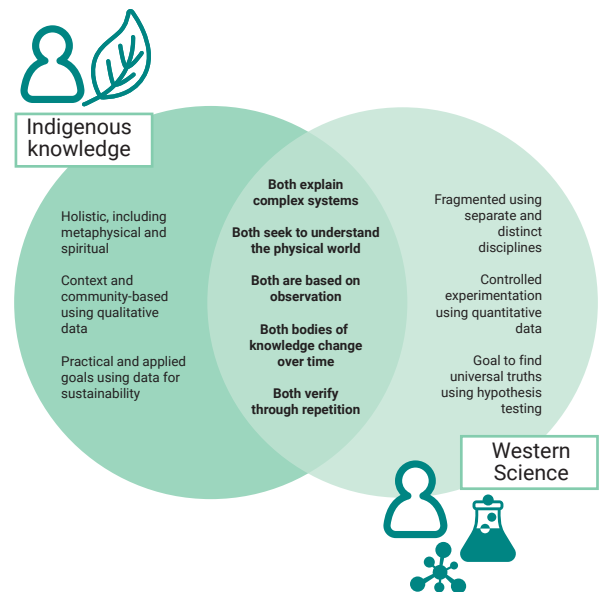 Indigenous
knowledge
Holistic, including
metaphysical and
spiritual
Context and
community-based
using qualitative
data
Practical and applied
goals using data for
sustainability
Both explain
complex systems
Both seek to understand
the physical world
Both are based on
observation
Both bodies of
knowledge change
over time
Both verify
through repetition
Fragmented using
separate and
distinct
disciplines
Controlled
experimentation
using quantitative
data
Goal to find
universal truths
using hypothesis
testing
Western
Science